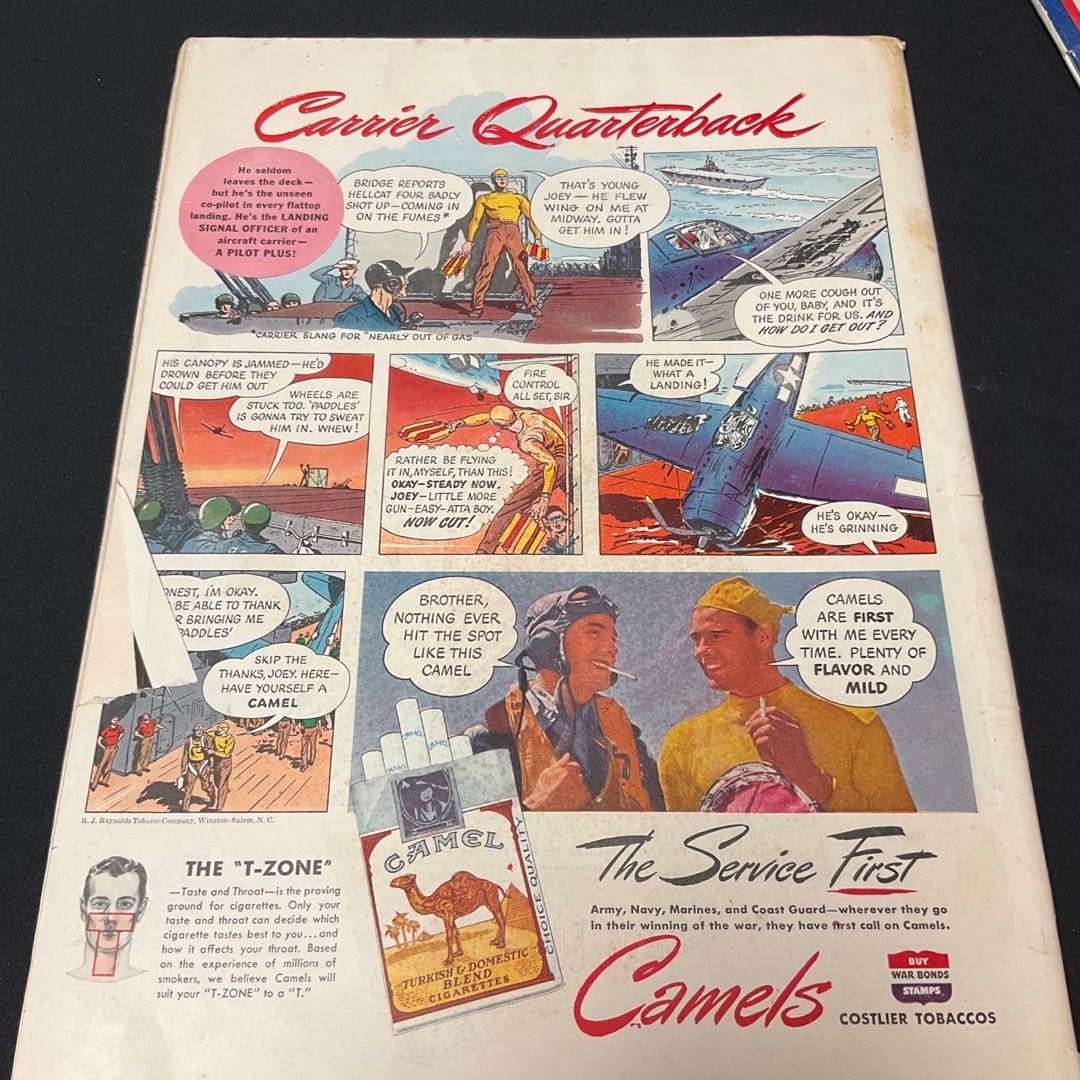 Carrier Quarterback
He seldom
leaves the deck—
but he's the unseen
co-pilot in every flattop
landing. He's the LANDING
SIGNAL OFFICER of an
aircraft carrier—
A PILOT PLUS!
BRIDGE REPORTS
HELLCAT FOUR BADLY
SHOT UP—COMING IN
ON THE FUMES*
THAT'S YOUNG
JOEY—HE FLEW
WING ON ME AT
MIDWAY. GOTTA
GET HIM IN!
*CARRIER SLANG FOR "NEARLY OUT OF GAS"
ONE MORE COUGH OUT
OF YOU, BABY, AND IT'S
THE DRINK FOR US. AND
HOW DO I GET OUT?
HIS CANOPY IS JAMMED—HE'D
DROWN BEFORE THEY
COULD GET HIM OUT
WHEELS ARE
STUCK TOO. 'PADDLES'
IS GONNA TRY TO SWEAT
HIM IN. WHEW!
FIRE
CONTROL
ALL SET, SIR
RATHER BE FLYING
IT IN, MYSELF, THAN THIS!
OKAY—STEADY NOW.
JOEY—LITTLE MORE
GUN—EASY—ATTA BOY.
NOW CUT!
HE MADE IT—
WHAT A
LANDING!
HE'S OKAY—
HE'S GRINNING
NEST, I'M OKAY.
BE ABLE TO THANK
R BRINGING ME
PADDLES'
SKIP THE
THANKS, JOEY. HERE—
HAVE YOURSELF A
CAMEL
BROTHER,
NOTHING EVER
HIT THE SPOT
LIKE THIS
CAMEL
CAMELS
ARE FIRST
WITH ME EVERY
TIME. PLENTY OF
FLAVOR AND
MILD
R. J. Reynolds Tobacco Company, Winston-Salem, N. C.
THE "T-ZONE"
—Taste and Throat—is the proving
ground for cigarettes. Only your
taste and throat can decide which
cigarette tastes best to you...and
how it affects your throat. Based
on the experience of millions of
smokers, we believe Camels will
suit your "T-ZONE" to a "T."
T
CAMEL
CAMEL
CAMEL
CHOICE QUALITY
TURKISH & DOMESTIC
BLEND
CIGARETTES
The Service First
Army, Navy, Marines, and Coast Guard—wherever they go
in their winning of the war, they have first call on Camels.
Camels
COSTLIER TOBACCOS
BUY
WAR BONDS
STAMPS